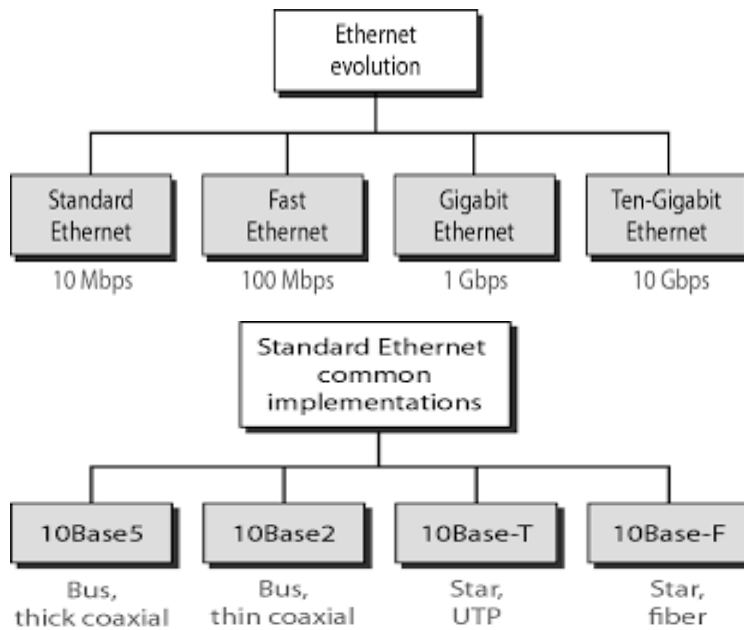 Ethernet
evolution
Standard
Ethernet
10 Mbps
Fast
Ethernet
100 Mbps
Gigabit
Ethernet
1 Gbps
Ten-Gigabit
Ethernet
10 Gbps
Standard Ethernet
common
implementations
10Base5
Bus,
thick coaxial
10Base2
Bus,
thin coaxial
10Base-T
Star,
UTP
10Base-F
Star,
fiber